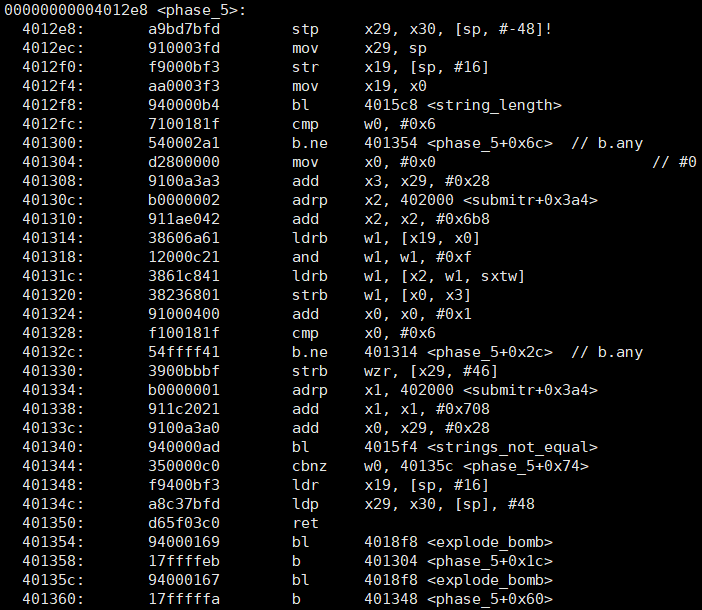 00000000004012e8 <phase_5>:
4012e8: a9bd7bfd stp x29, x30, [sp, #-48]!
4012ec: 910003fd mov x29, sp
4012f0: f9000bf3 str x19, [sp, #16]
4012f4: aa0003f3 mov x19, x0
4012f8: 940000b4 bl 4015c8 <string_length>
4012fc: 7100181f cmp w0, #0x6
401300: 540002a1 b.ne 401354 <phase_5+0x6c> // b.any
401304: d2800000 mov x0, #0x0 // #0
401308: 9100a3a3 add x3, x29, #0x28
40130c: b0000002 adrp x2, 402000 <submitr+0x3a4>
401310: 911ae042 add x2, x2, #0x6b8
401314: 38606a61 ldrb w1, [x19, x0]
401318: 12000c21 and w1, w1, #0xf
40131c: 3861c841 ldrb w1, [x2, w1, sxtw]
401320: 38236801 strb w1, [x0, x3]
401324: 91000400 add x0, x0, #0x1
401328: f100181f cmp x0, #0x6
40132c: 54ffff41 b.ne 401314 <phase_5+0x2c> // b.any
401330: 3900bbbf strb wzr, [x29, #46]
401334: b0000001 adrp x1, 402000 <submitr+0x3a4>
401338: 911c2021 add x1, x1, #0x708
40133c: 9100a3a0 add x0, x29, #0x28
401340: 940000ad bl 4015f4 <strings_not_equal>
401344: 350000c0 cbnz w0, 40135c <phase_5+0x74>
401348: f9400bf3 ldr x19, [sp, #16]
40134c: a8c37bfd ldp x29, x30, [sp], #48
401350: d65f03c0 ret
401354: 94000169 bl 4018f8 <explode_bomb>
401358: 17ffffeb b 401304 <phase_5+0x1c>
40135c: 94000167 bl 4018f8 <explode_bomb>
401360: 17fffffa b 401348 <phase_5+0x60>